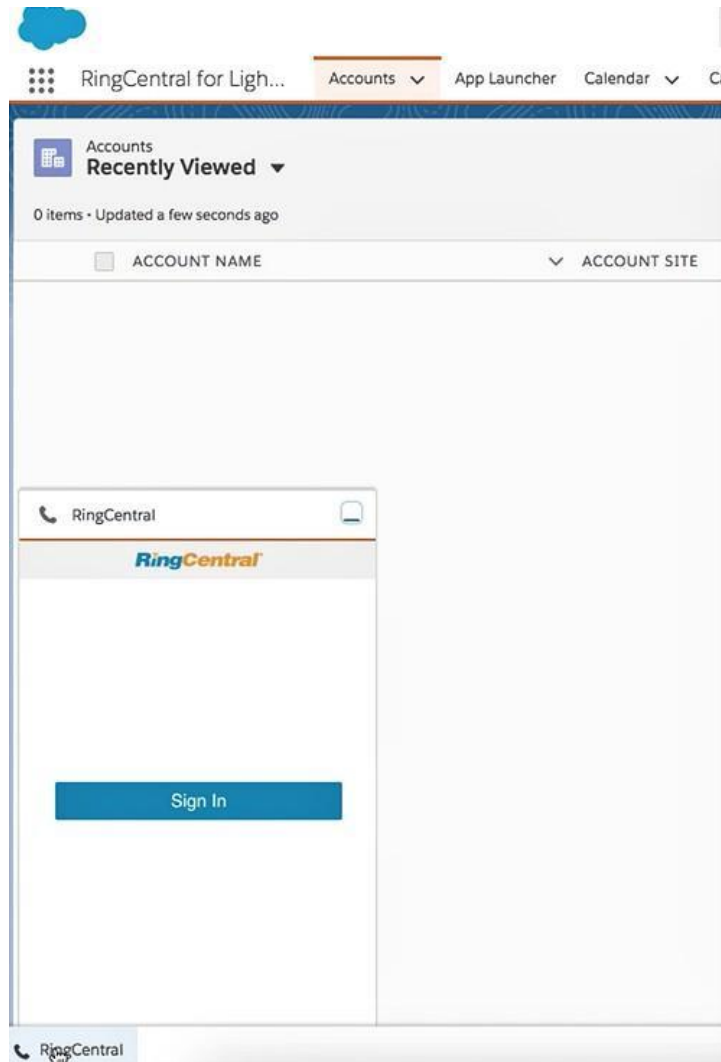 RingCentral for Ligh... Accounts App Launcher Calendar
Accounts
Recently Viewed
0 items • Updated a few seconds ago
ACCOUNT NAME ACCOUNT SITE
RingCentral
RingCentral
Sign In
RingCentral